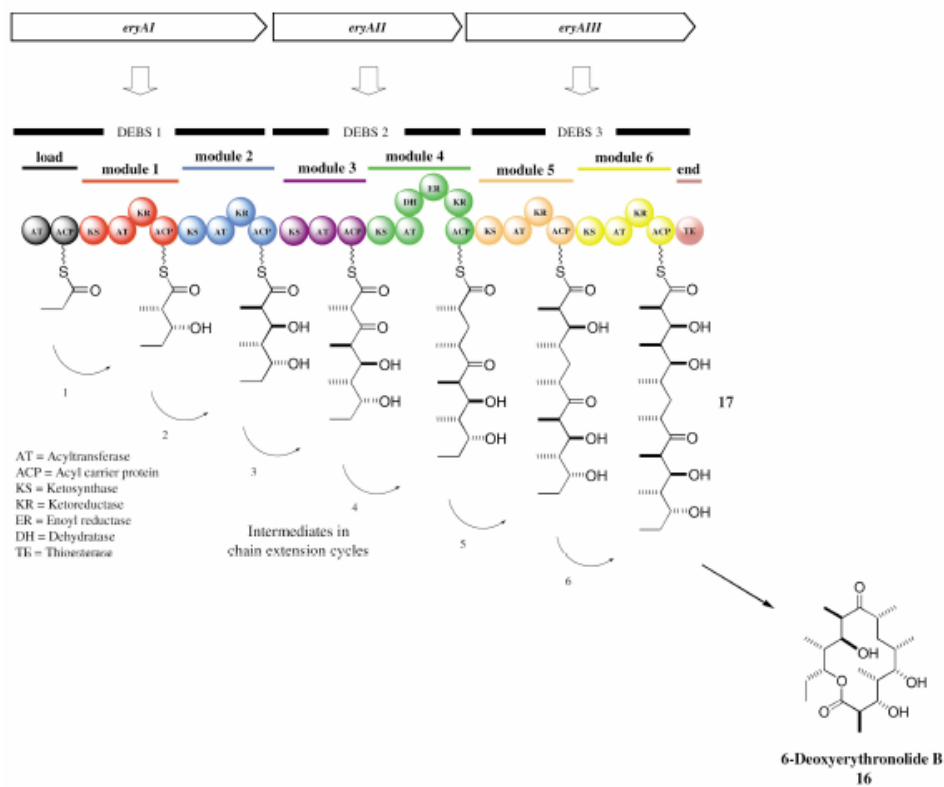 eryAI eryAII eryAIII
DEBS 1 DEBS 2 DEBS 3
load module 1 module 2 module 3 module 4 module 5 module 6 end
AT ACP KS AT KR ACP KS AT KR ACP KS AT ACP KS AT DH ER KR ACP KS AT KR ACP KS AT KR ACP TE
S S S S S S S
O O O O O O O
OH OH O OH OH
OH OH O OH
OH OH O O
OH OH OH
OH OH
OH
1 2 3 4 5 6
17
AT = Acyltransferase
ACP = Acyl carrier protein
KS = Ketosynthase
KR = Ketoreductase
ER = Enoyl reductase
DH = Dehydratase
TE = Thioesterase
Intermediates in
chain extension cycles
O
OH
O
OH
O
OH
6-Deoxyerythronolide B
16